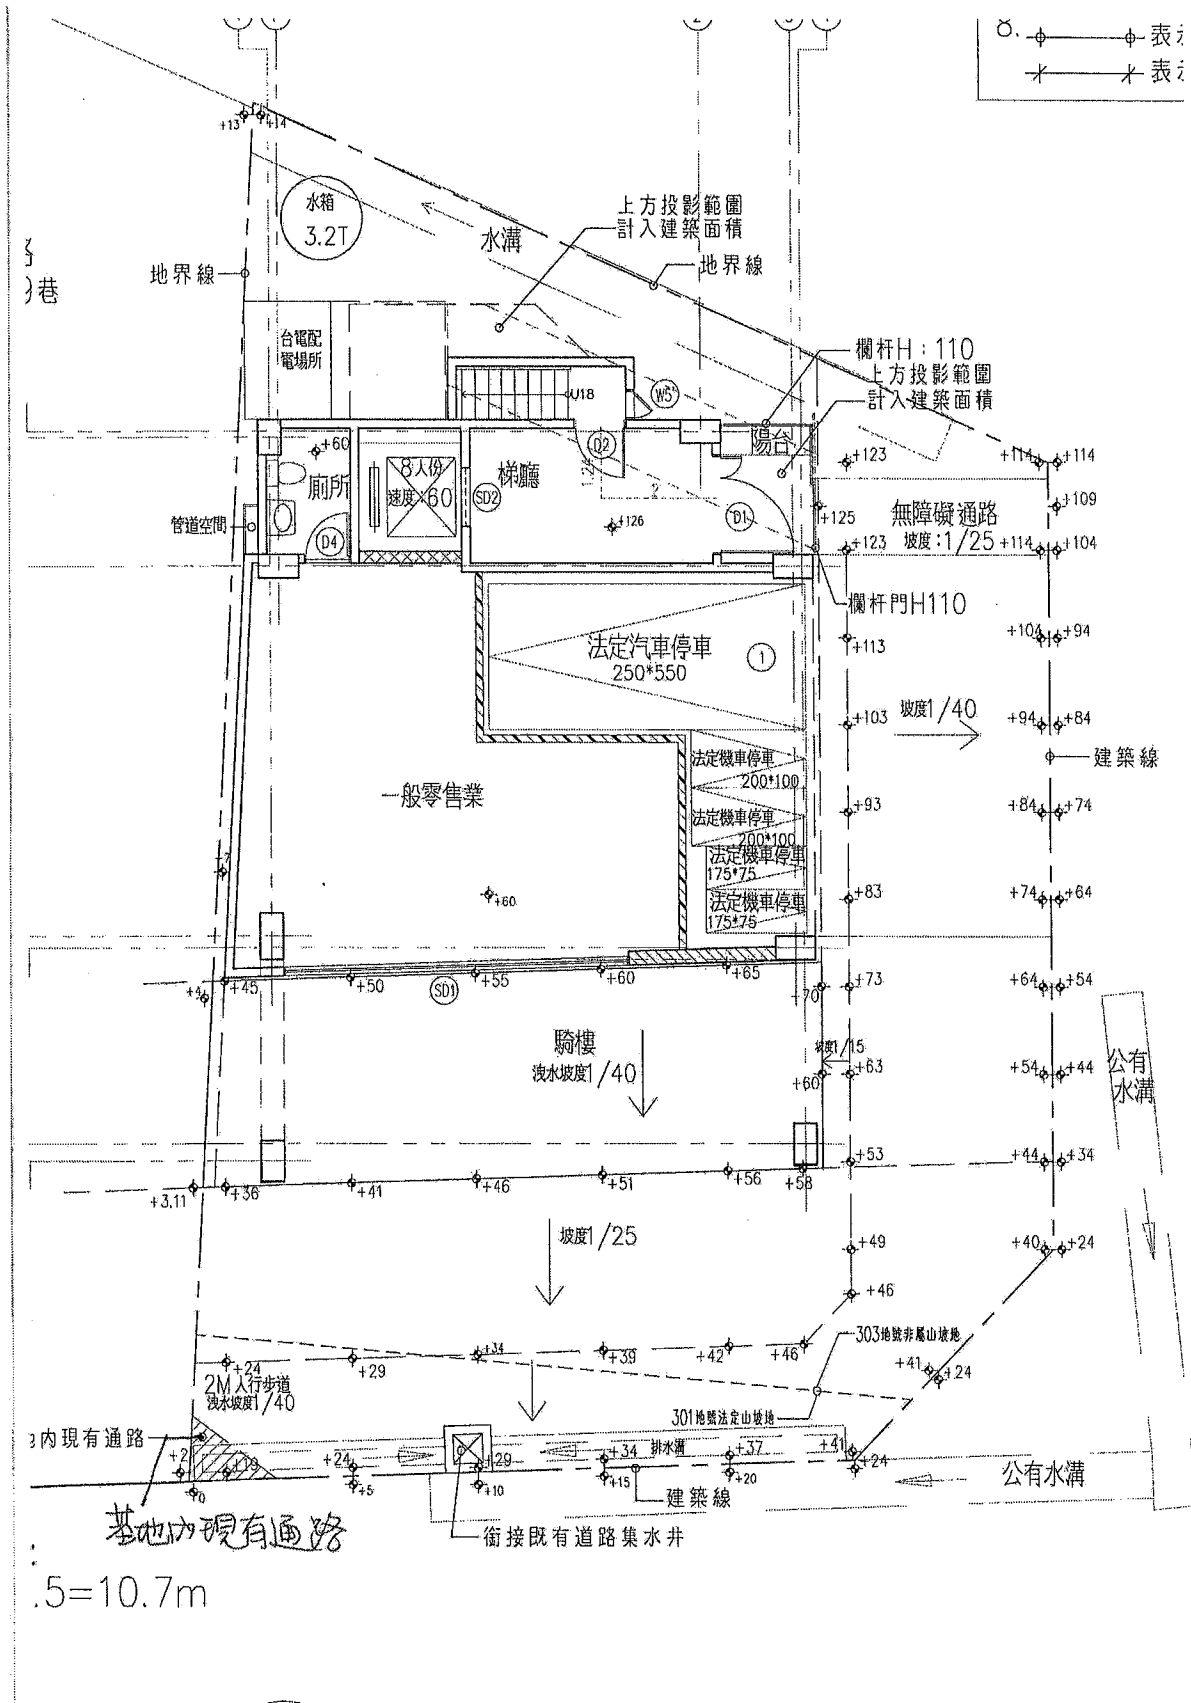 8.
表
表
+13
+14
水箱
3.2T
上方投影範圍
計入建築面積
水溝
地界線
地界線
巷
台電配
電場所
欄杆H：110
上方投影範圍
計入建築面積
U18
W5'
陽台
D2
+60
8人份
速度：60
梯廳
SD2
廁所
D4
管道空間
+126
D1
+123
+114
+114
+109
+125
無障礙通路
坡度：1/25
+123
+114
+104
欄杆門H110
法定汽車停車
250*550
1
+104
+94
+113
+103
坡度1/40
+94
+84
建築線
法定機車停車
200*100
一般零售業
法定機車停車
200*100
+93
+84
+74
法定機車停車
175*75
+7
+60
法定機車停車
175*75
+83
+74
+64
+4
+45
+50
SD1
+55
+60
+65
+70
+73
+64
+54
騎樓
洩水坡度1/40
坡度1/15
+60
+63
+54
+44
公有
水溝
+53
+44
+34
+3.11
+36
+41
+46
+51
+56
+58
坡度1/25
+49
+40
+24
+46
303地號非屬山坡地
+24
+29
+34
+39
+42
+46
+41
+24
2M人行步道
洩水坡度1/40
301地號法定山坡地
內現有通路
+2
+19
+24
+29
+34
排水溝
+37
+41
+24
+0
+5
+10
+15
+20
公有水溝
建築線
基地內現有通路
銜接既有道路集水井
.5=10.7m